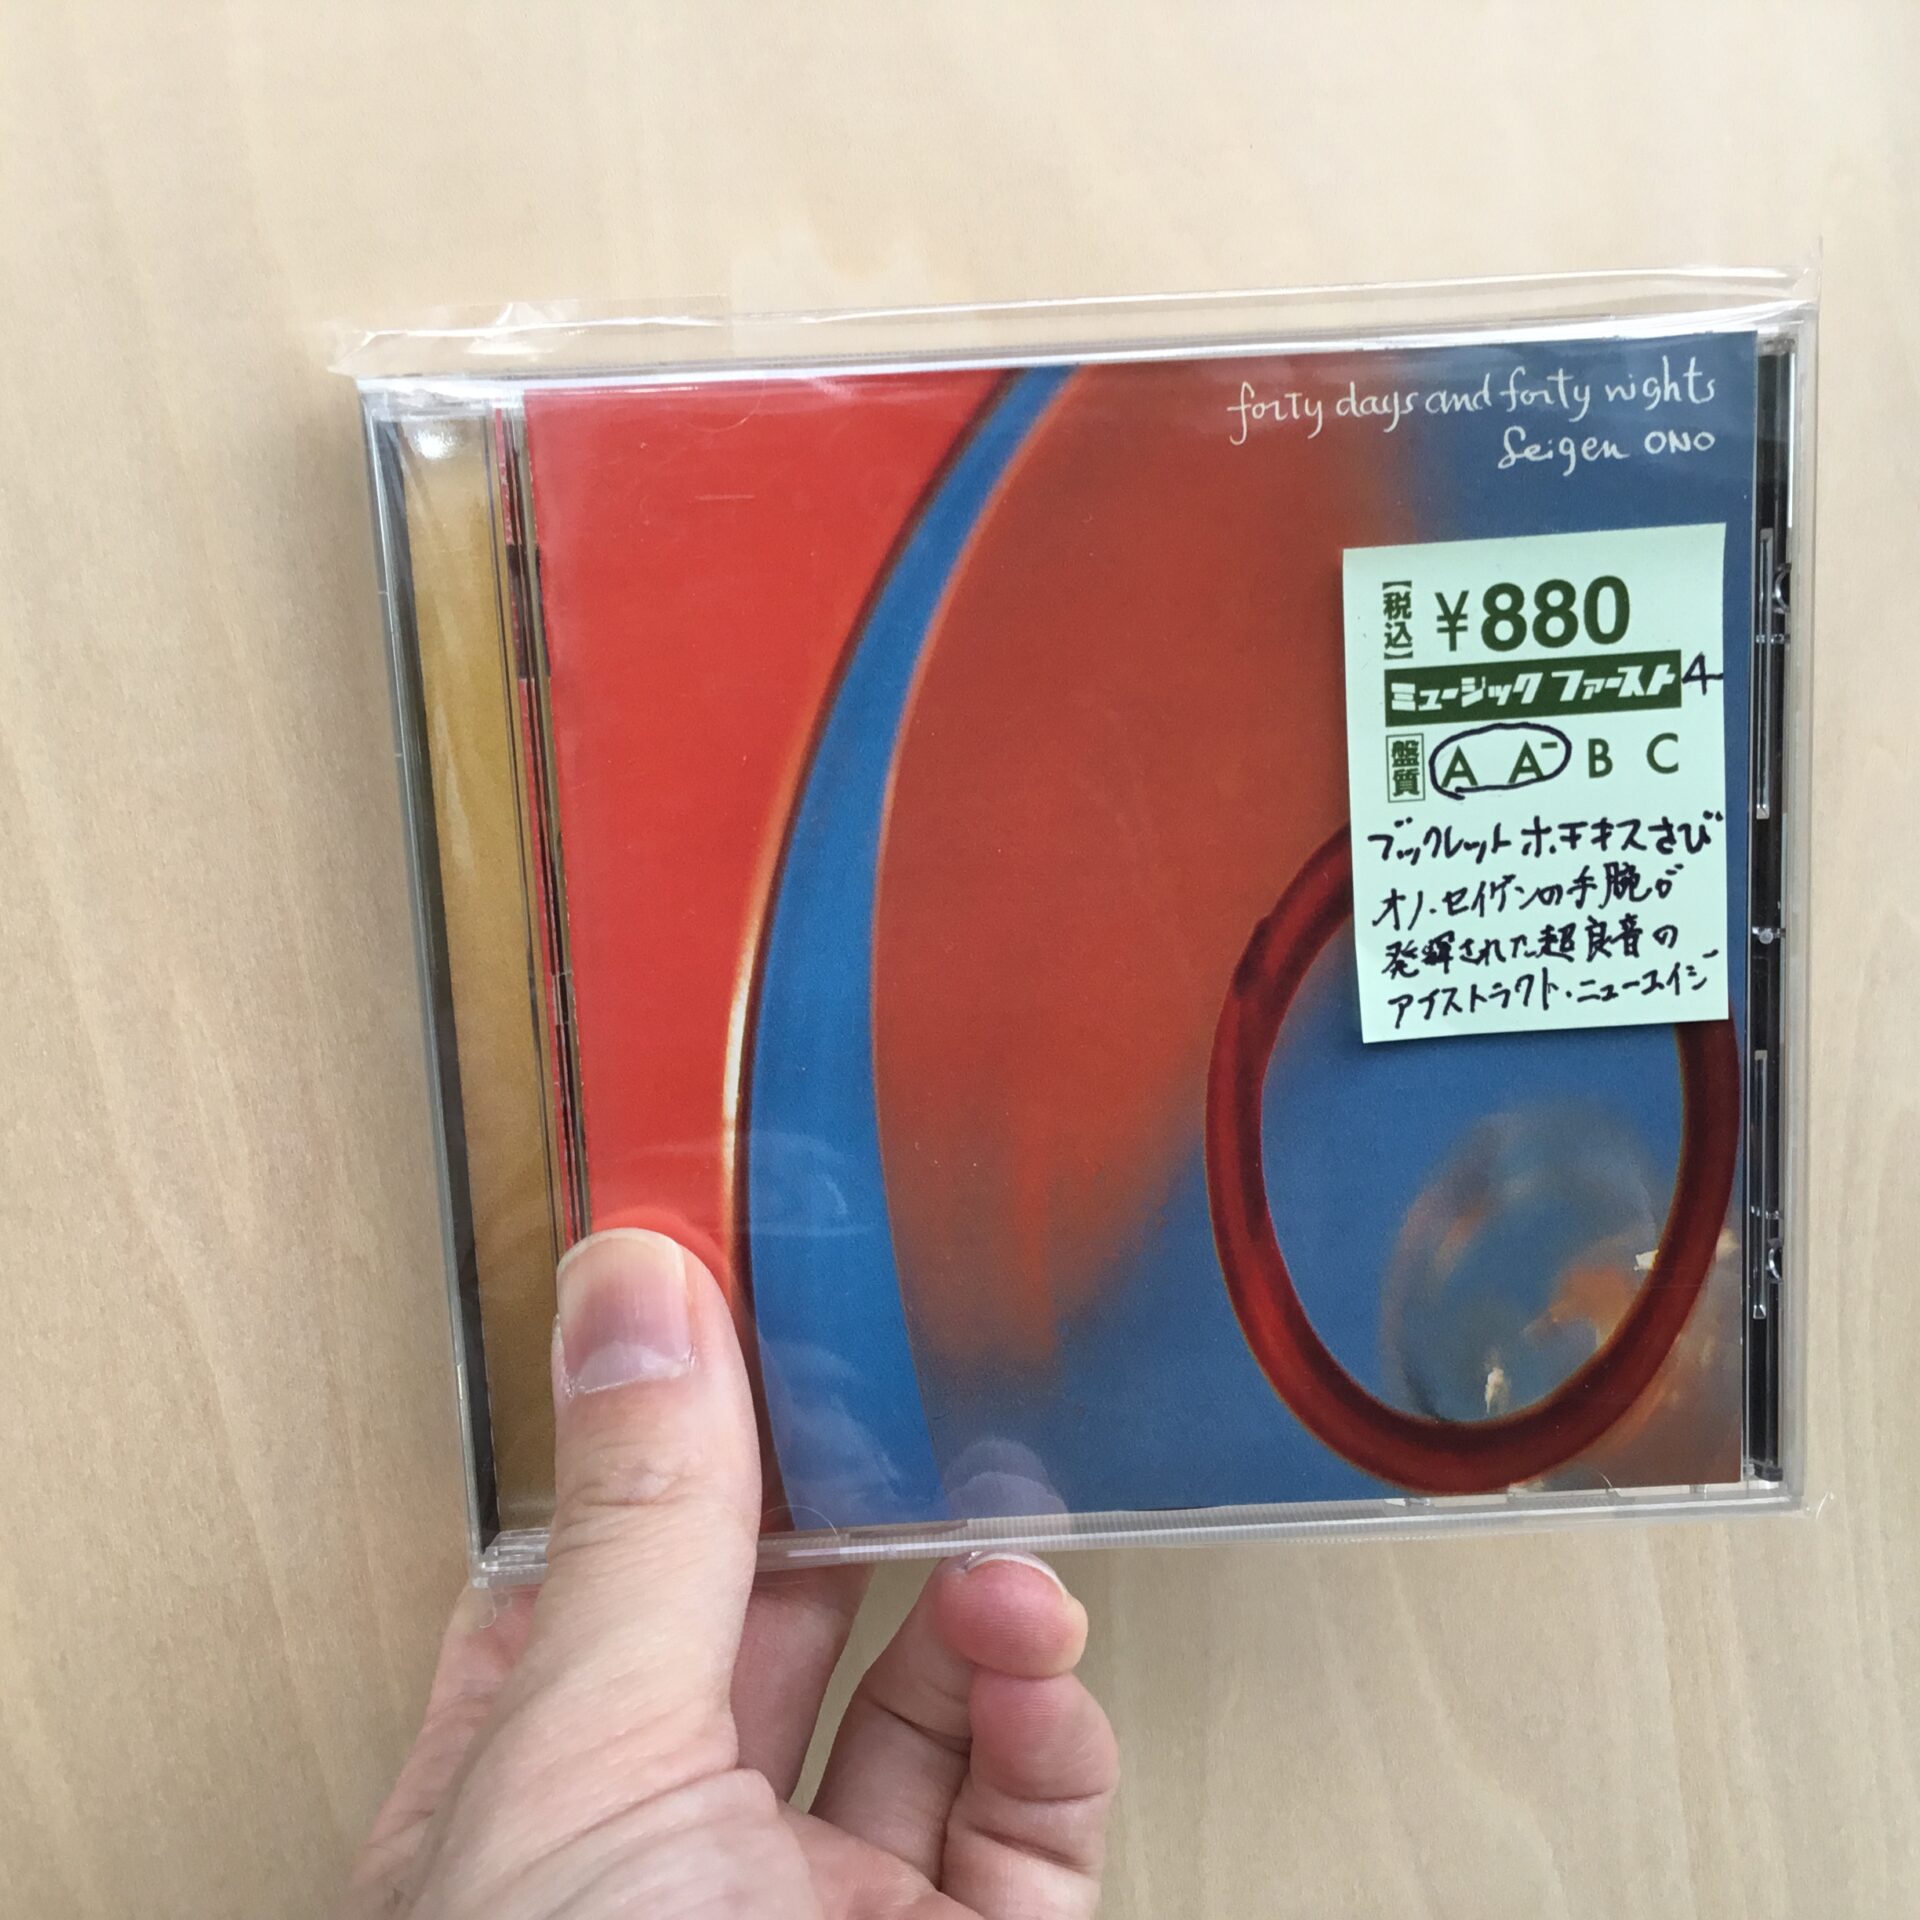 forty days and forty nights
Seigen ONO
【税込】 ¥880
ミュージック ファースト 4
盤質 A A⁻ B C
ブックレットホチキスさび
オノ・セイゲンの手腕が
発揮された超良音の
アブストラクト・ニューエイジ